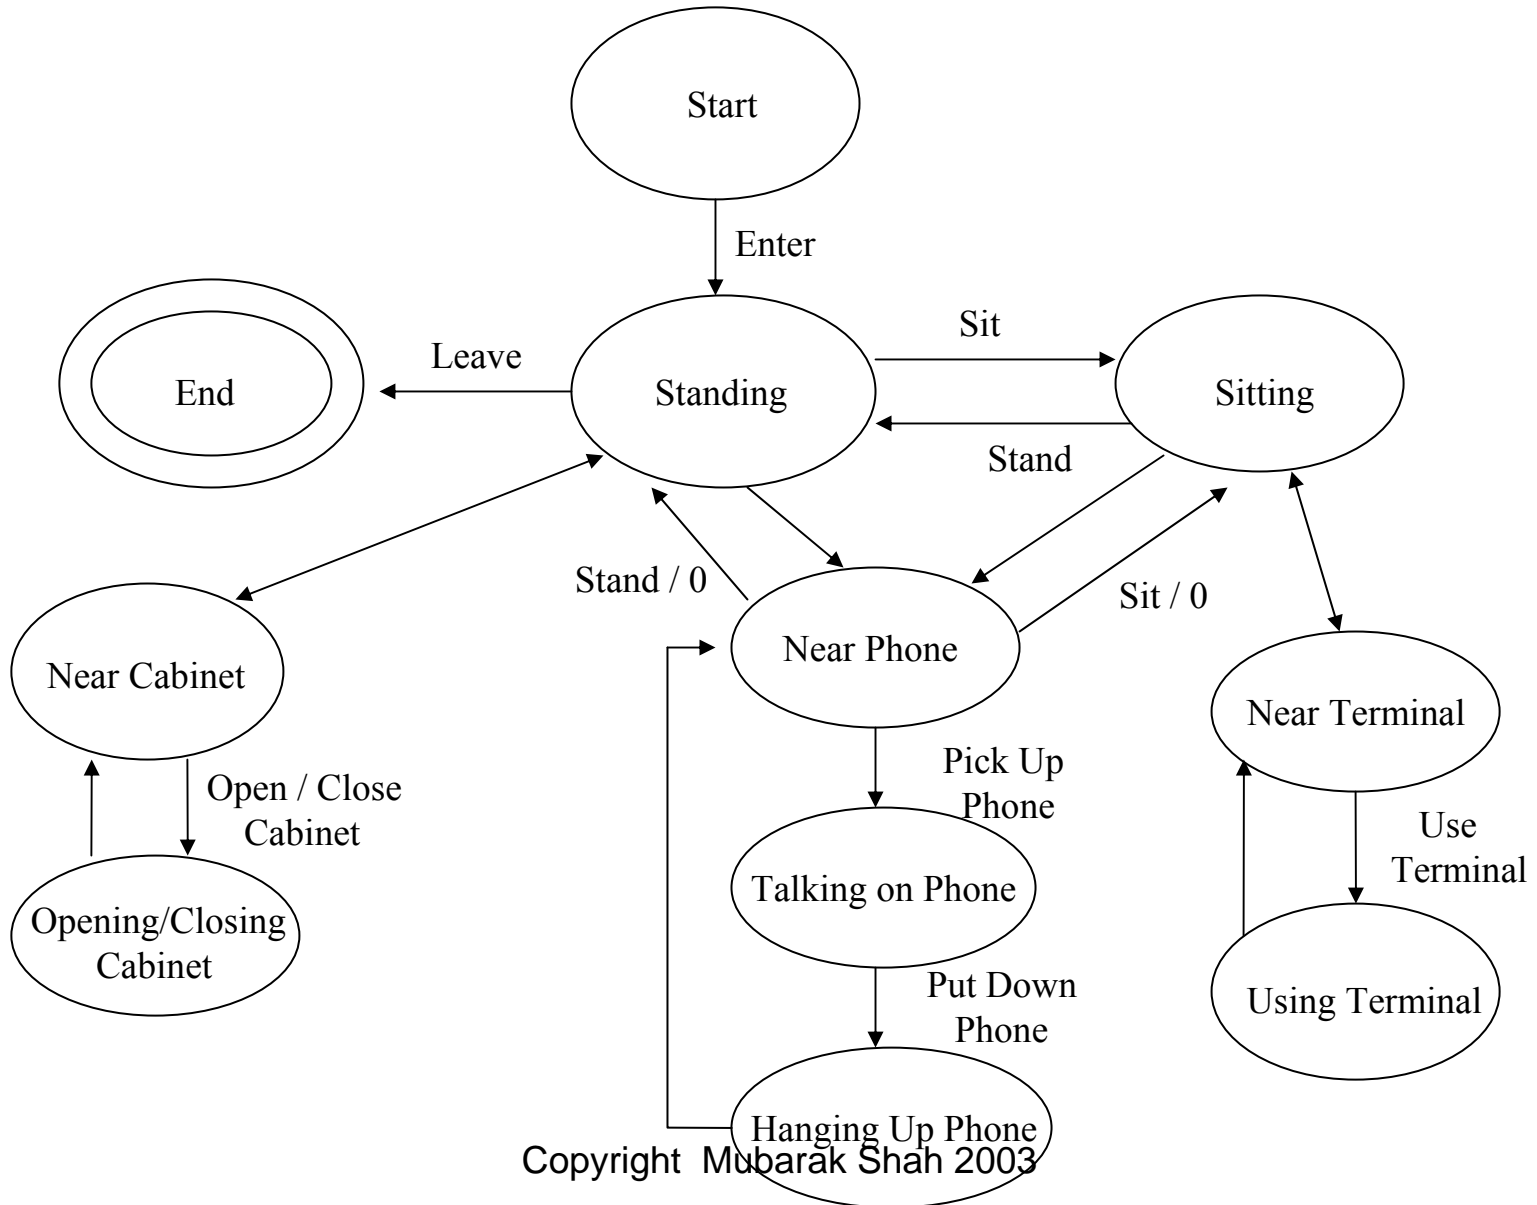 Start
Enter
Sit
Leave
End
Standing
Sitting
Stand
Stand / 0
Sit / 0
Near Phone
Near Cabinet
Near Terminal
Pick Up
Phone
Open / Close
Cabinet
Use
Terminal
Talking on Phone
Opening/Closing
Cabinet
Put Down
Phone
Using Terminal
Hanging Up Phone
Copyright Mubarak Shah 2003